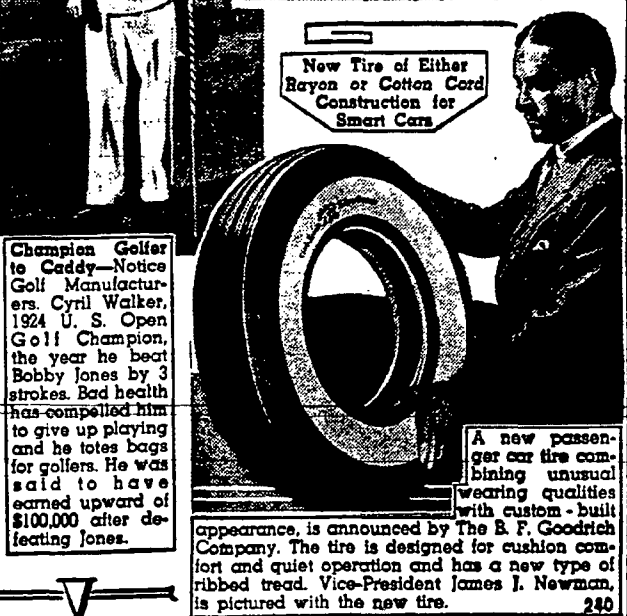 New Tire of Either
Rayon or Cotton Cord
Construction for
Smart Cars
Champion Golfer
to Caddy—Notice
Golf Manufactur-
ers. Cyril Walker,
1924 U. S. Open
Golf Champion,
the year he beat
Bobby Jones by 3
strokes. Bad health
has compelled him
to give up playing
and he totes bags
for golfers. He was
said to have
earned upward of
$100,000 after de-
feating Jones.
A new passen-
ger car tire com-
bining unusual
wearing qualities
with custom-built
appearance, is announced by The B. F. Goodrich
Company. The tire is designed for cushion com-
fort and quiet operation and has a new type of
ribbed tread. Vice-President James J. Newman,
is pictured with the new tire.
240